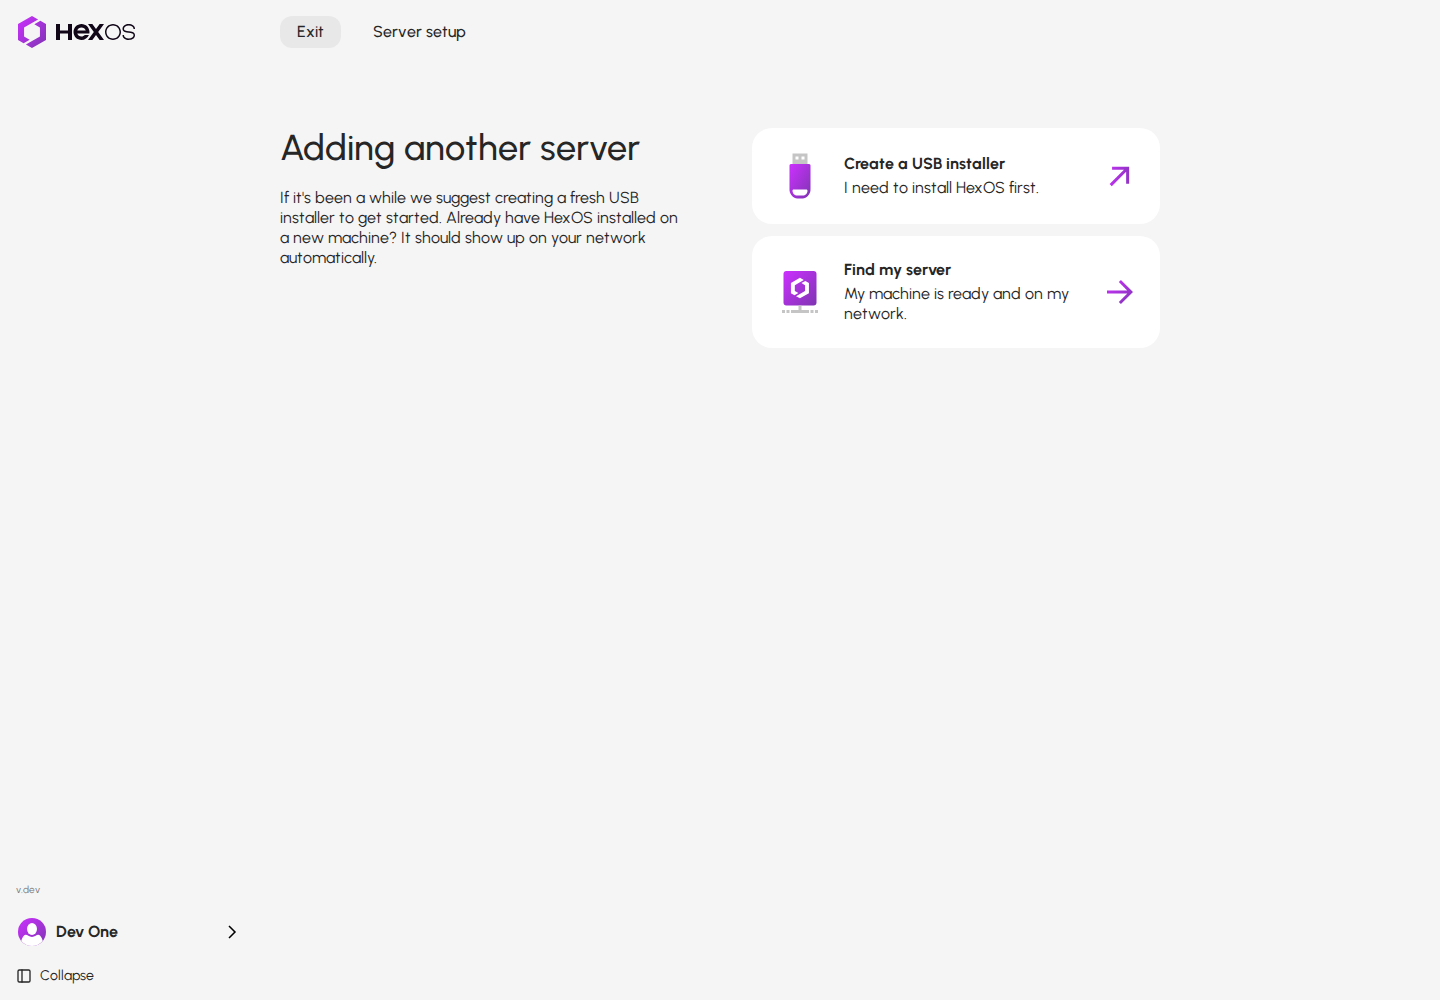 HexOS
Exit
Server setup
Adding another server
If it's been a while we suggest creating a fresh USB
installer to get started. Already have HexOS installed on
a new machine? It should show up on your network
automatically.
Create a USB installer
I need to install HexOS first.
Find my server
My machine is ready and on my
network.
v.dev
Dev One
Collapse